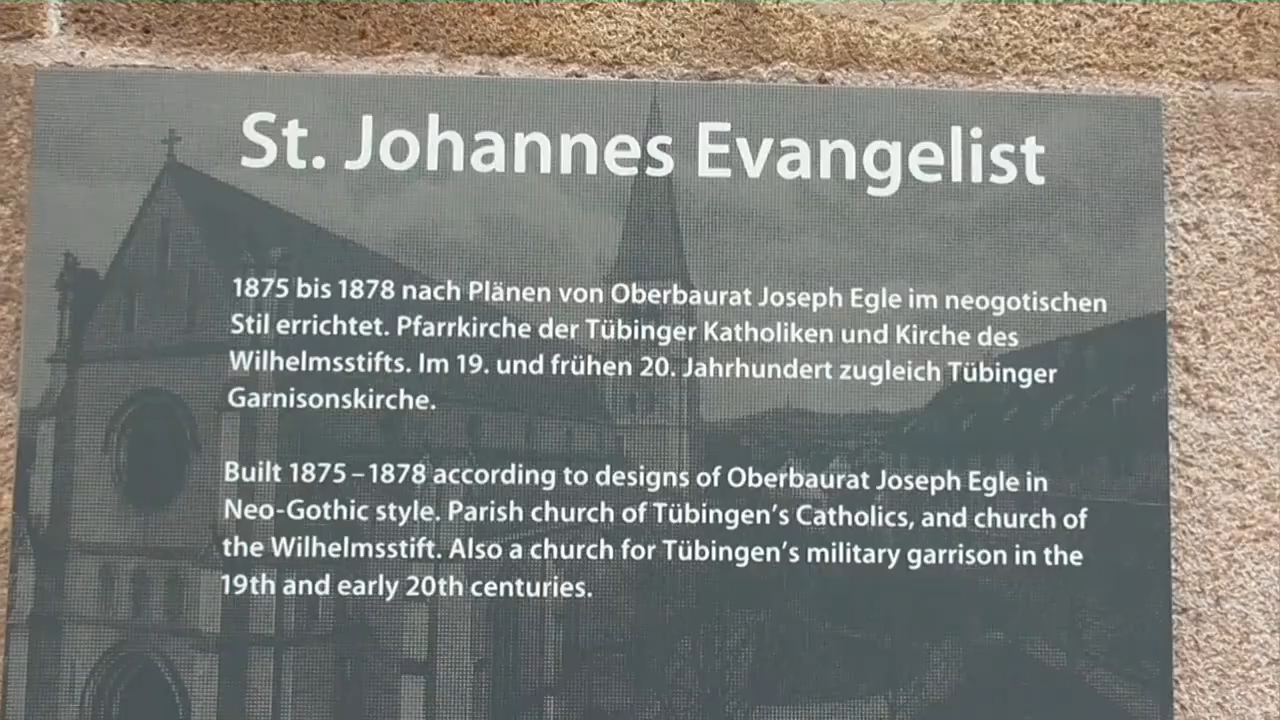 St. Johannes Evangelist
1875 bis 1878 nach Plänen von Oberbaurat Joseph Egle im neogotischen
Stil errichtet. Pfarrkirche der Tübinger Katholiken und Kirche des
Wilhelmsstifts. Im 19. und frühen 20. Jahrhundert zugleich Tübinger
Garnisonskirche.
Built 1875 – 1878 according to designs of Oberbaurat Joseph Egle in
Neo-Gothic style. Parish church of Tübingen’s Catholics, and church of
the Wilhelmsstift. Also a church for Tübingen’s military garrison in the
19th and early 20th centuries.